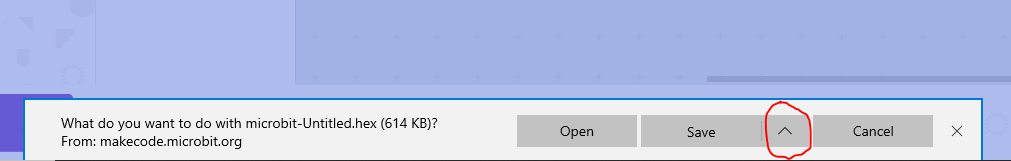 What do you want to do with microbit-Untitled.hex (614 KB)?
From: makecode.microbit.org
Open
Save
Cancel